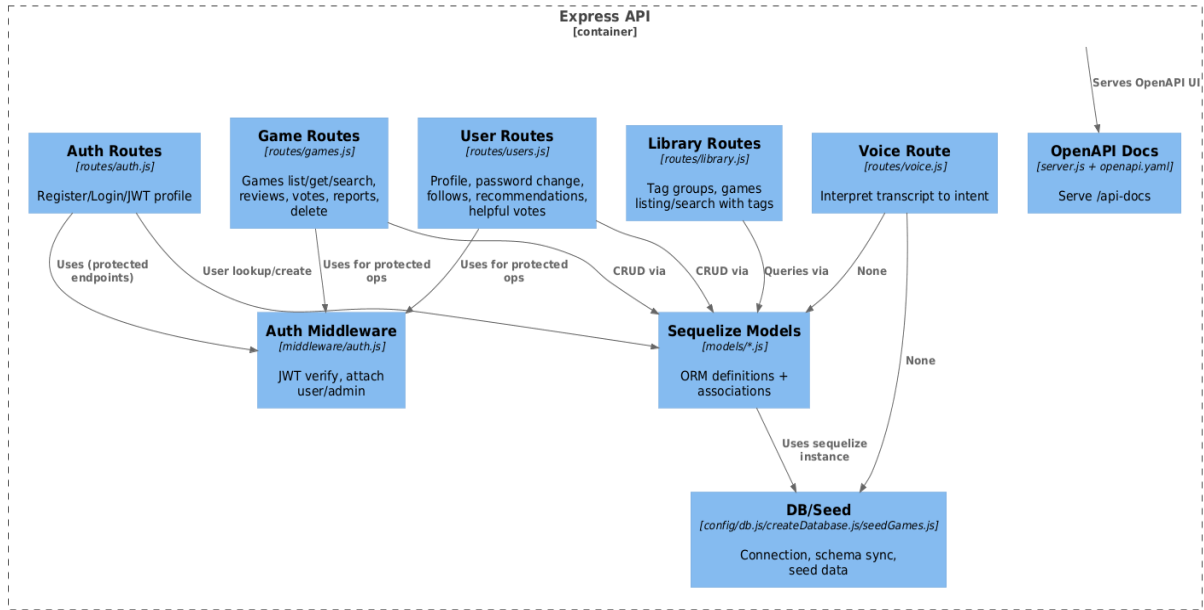 Express API
[container]
Serves OpenAPI UI
Auth Routes
[routes/auth.js]
Register/Login/JWT profile
Game Routes
[routes/games.js]
Games list/get/search,
reviews, votes, reports,
delete
User Routes
[routes/users.js]
Profile, password change,
follows, recommendations,
helpful votes
Library Routes
[routes/library.js]
Tag groups, games
listing/search with tags
Voice Route
[routes/voice.js]
Interpret transcript to intent
OpenAPI Docs
[server.js + openapi.yaml]
Serve /api-docs
Uses (protected
endpoints)
User lookup/create
Uses for protected
ops
Uses for protected
ops
CRUD via
CRUD via
Queries via
None
None
Auth Middleware
[middleware/auth.js]
JWT verify, attach
user/admin
Sequelize Models
[models/*.js]
ORM definitions +
associations
Uses sequelize
instance
DB/Seed
[config/db.js/createDatabase.js/seedGames.js]
Connection, schema sync,
seed data